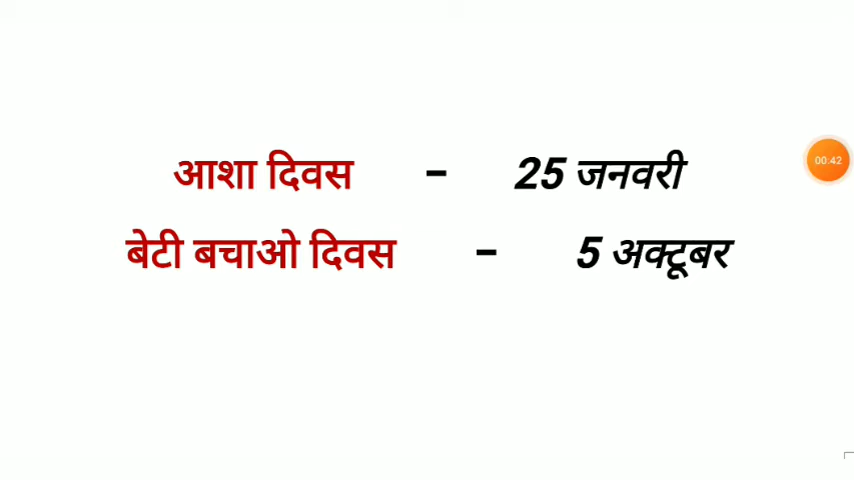 आशा दिवस - 25 जनवरी
00:42
बेटी बचाओ दिवस - 5 अक्टूबर